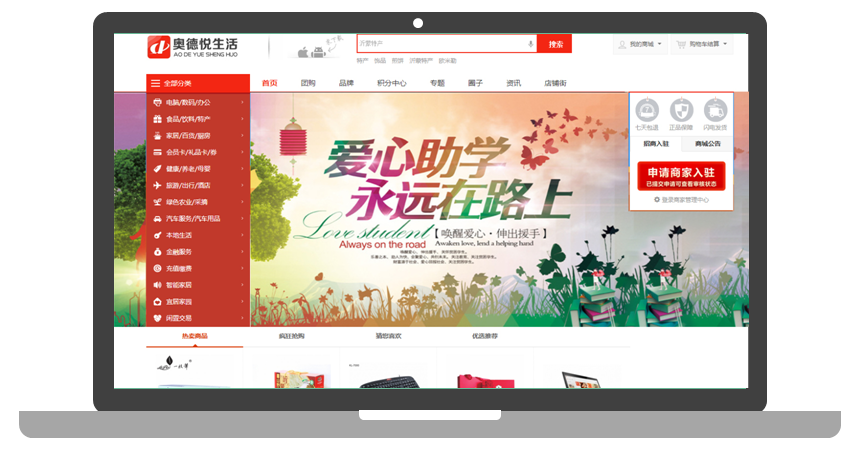 奥德悦生活
AO DE YUE SHENG HUO
沂蒙特产
搜索
我的商城
购物车结算
特产 饰品 煎饼 沂蒙特产 欧米勒
全部分类
首页
团购
品牌
积分中心
专题
圈子
资讯
店铺街
电脑/数码/办公
食品/饮料/特产
家居/百货/厨房
会员卡/礼品卡/券
健康/养老/母婴
旅游/出行/酒店
绿色农业/采摘
汽车服务/汽车用品
本地生活
金融服务
充值缴费
智能家居
宜居家园
闲置交易
爱心助学
永远在路上
Love student
【唤醒爱心·伸出援手】
Always on the road
Awaken love, lend a helping hand
七天包退
正品保障
闪电发货
招商入驻
商城公告
申请商家入驻
已提交申请可查看审核状态
登录商家管理中心
热卖商品
疯狂抢购
猜您喜欢
优选推荐